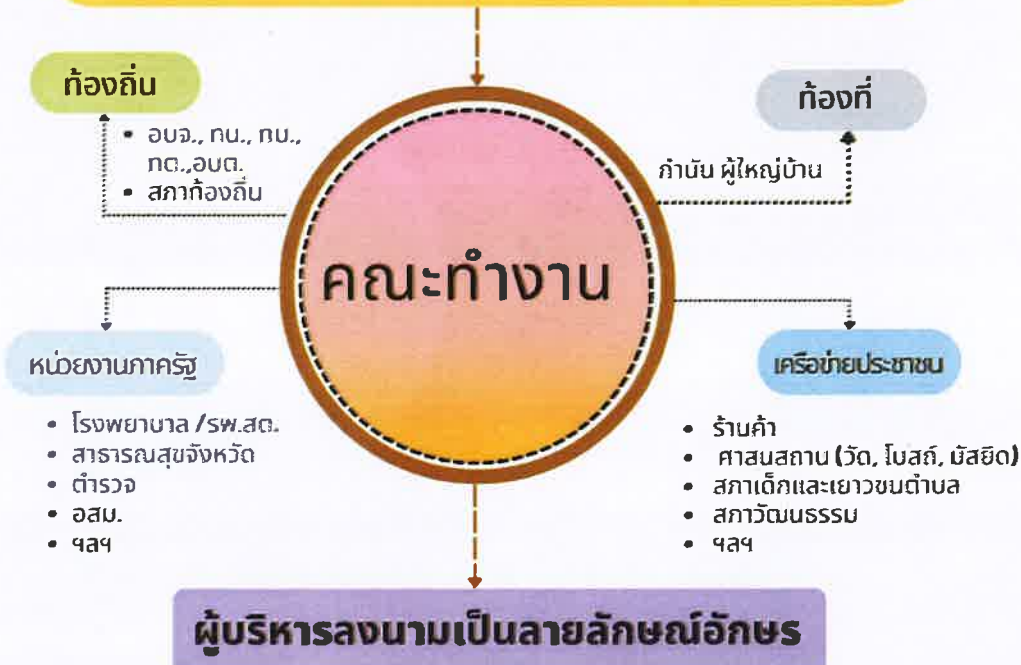 ท้องถิ่น
• อบจ., ทน., ทม.,
ทต.,อบต.
• สภาท้องถิ่น
ท้องที่
กำนัน ผู้ใหญ่บ้าน
คณะทำงาน
หน่วยงานภาครัฐ
• โรงพยาบาล /รพ.สต.
• สาธารณสุขจังหวัด
• ตำรวจ
• อสม.
• ฯลฯ
เครือข่ายประชาชน
• ร้านค้า
• ศาสนสถาน (วัด, โบสถ์, มัสยิด)
• สภาเด็กและเยาวชนตำบล
• สภาวัฒนธรรม
• ฯลฯ
ผู้บริหารลงนามเป็นลายลักษณ์อักษร